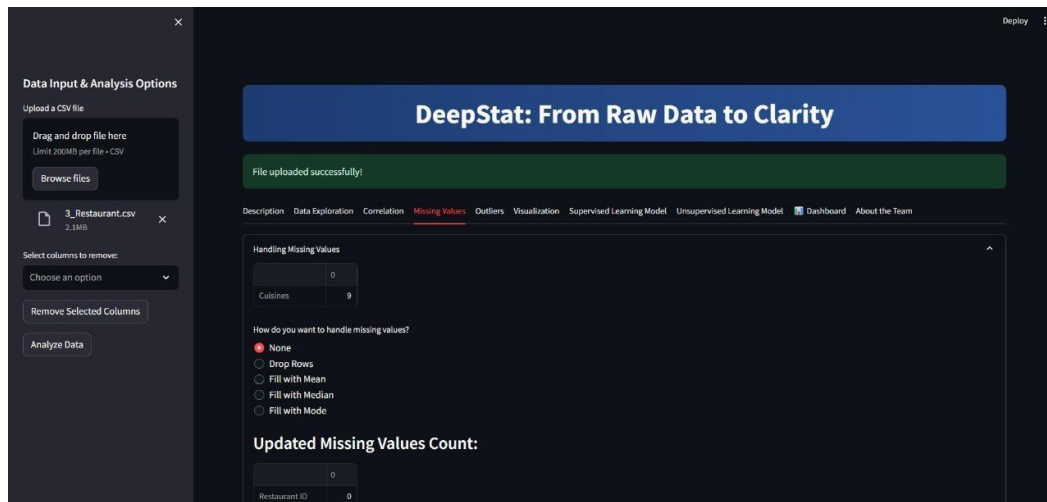 Deploy
Data Input & Analysis Options
Upload a CSV file
Drag and drop file here
Limit 200MB per file • CSV
Browse files
3_Restaurant.csv
2.1MB
Select columns to remove:
Choose an option
Remove Selected Columns
Analyze Data
DeepStat: From Raw Data to Clarity
File uploaded successfully!
Description Data Exploration Correlation Missing Values Outliers Visualization Supervised Learning Model Unsupervised Learning Model Dashboard About the Team
Handling Missing Values
0
Cuisines 9
How do you want to handle missing values?
None
Drop Rows
Fill with Mean
Fill with Median
Fill with Mode
Updated Missing Values Count:
0
Restaurant ID 0